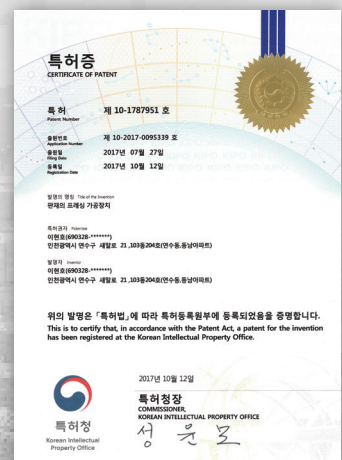 특허증
CERTIFICATE OF PATENT
특 허 제 10-1787951 호
Patent Number
출원번호 제 10-2017-0095339 호
Application Number
출원일 2017년 07월 27일
Filing Date
등록일 2017년 10월 12일
Registration Date
발명의 명칭 Title of the Invention
판재의 프레싱 가공장치
특허권자 Patentee
이현호(690328-*******)
인천광역시 연수구 새말로 21 ,103동204호(연수동,동남아파트)
발명자 Inventor
이현호(690328-*******)
인천광역시 연수구 새말로 21 ,103동204호(연수동,동남아파트)
위의 발명은 「특허법」에 따라 특허등록원부에 등록되었음을 증명합니다.
This is to certify that, in accordance with the Patent Act, a patent for the invention
has been registered at the Korean Intellectual Property Office.
2017년 10월 12일
특허청장
COMMISSIONER,
KOREAN INTELLECTUAL PROPERTY OFFICE
성윤모
특허청
Korean Intellectual
Property Office